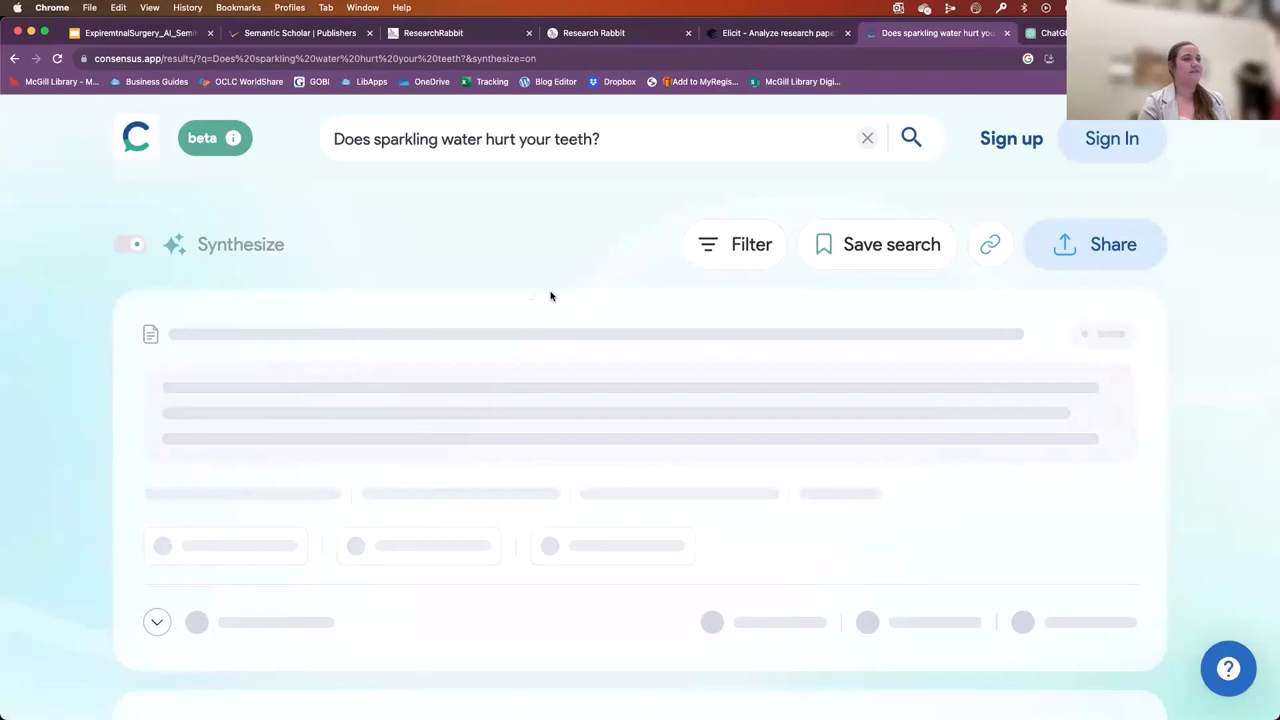 Chrome File Edit View History Bookmarks Profiles Tab Window Help
ExpiremtnalSurgery_AI_Semi Semantic Scholar | Publishers ResearchRabbit Research Rabbit Elicit - Analyze research pape Does sparkling water hurt you ChatG
consensus.app/results/?q=Does%20sparkling%20water%20hurt%20your%20teeth?&synthesize=on
McGill Library - M... Business Guides OCLC WorldShare GOBI LibApps OneDrive Tracking Blog Editor Dropbox Add to MyRegis... McGill Library Digi...
beta Does sparkling water hurt your teeth? Sign up Sign In
Synthesize Filter Save search Share